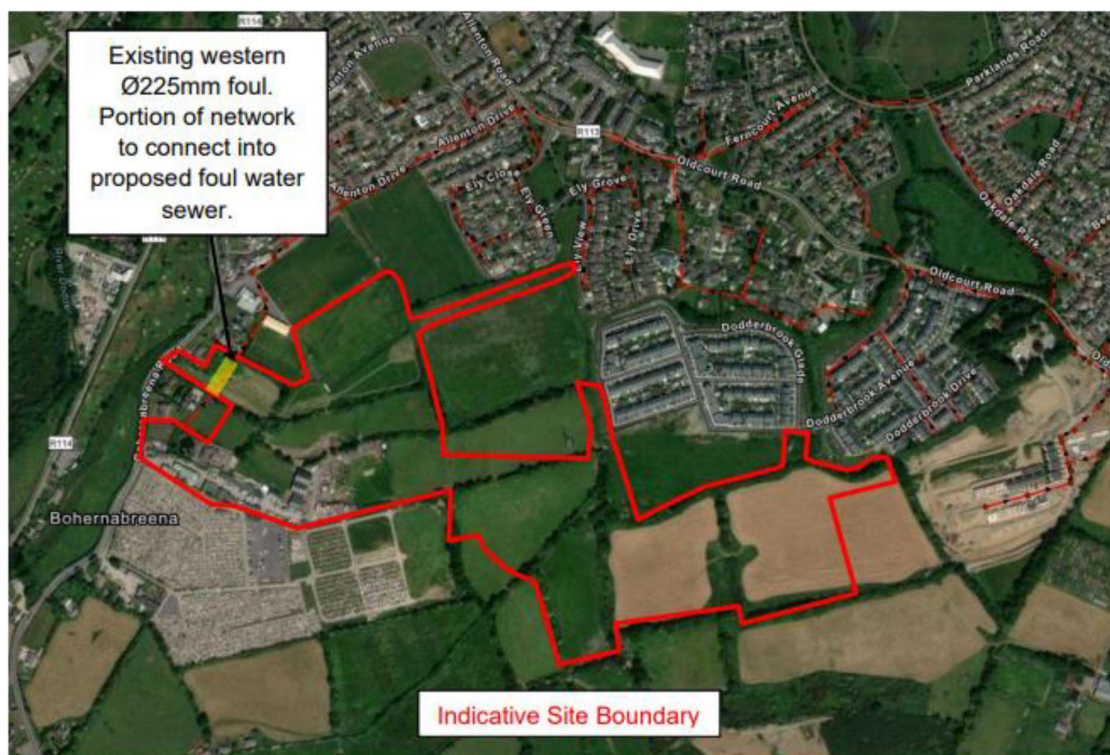 R114
Existing western
Ø225mm foul.
Portion of network
to connect into
proposed foul water
sewer.
Allenton Road
Parklands Road
Allenton Drive
R113
Ferncourt Avenue
Oldcourt Road
Allenton Drive
Ely Close
Ely Grove
Ely Green
Oakdale Road
Oakdale Park
Ely View
Ely Drive
Oldcourt Road
Dodderbrook Glade
Dodderbrook Avenue
Dodderbrook Drive
R114
Bohernabreena
Indicative Site Boundary